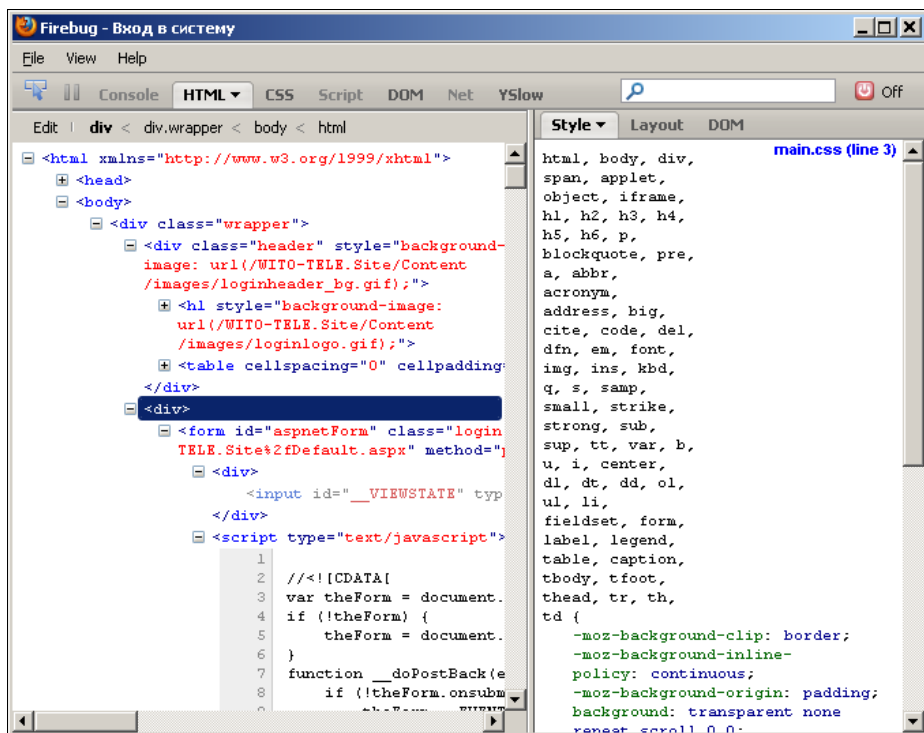 Firebug - Вход в систему
File View Help
Console HTML CSS Script DOM Net YSlow Off
Edit div < div.wrapper < body < html
<html xmlns="http://www.w3.org/1999/xhtml">
<head>
<body>
<div class="wrapper">
<div class="header" style="background-
image: url(/WITO-TELE.Site/Content
/images/loginheader_bg.gif);">
<h1 style="background-image:
url(/WITO-TELE.Site/Content
/images/loginlogo.gif);">
<table cellspacing="0" cellpadding
</div>
<div>
<form id="aspnetForm" class="login
TELE.Site%2fDefault.aspx" method="
<div>
<input id="__VIEWSTATE" typ
</div>
<script type="text/javascript">
1
2 //<![CDATA[
3 var theForm = document.
4 if (!theForm) {
5 theForm = document.
6 }
7 function __doPostBack(e
8 if (!theForm.onsubm
9 theForm.__EVENT
Style Layout DOM
main.css (line 3)
html, body, div,
span, applet,
object, iframe,
h1, h2, h3, h4,
h5, h6, p,
blockquote, pre,
a, abbr,
acronym,
address, big,
cite, code, del,
dfn, em, font,
img, ins, kbd,
q, s, samp,
small, strike,
strong, sub,
sup, tt, var, b,
u, i, center,
dl, dt, dd, ol,
ul, li,
fieldset, form,
label, legend,
table, caption,
tbody, tfoot,
thead, tr, th,
td {
-moz-background-clip: border;
-moz-background-inline-
policy: continuous;
-moz-background-origin: padding;
background: transparent none
repeat scroll 0 0;